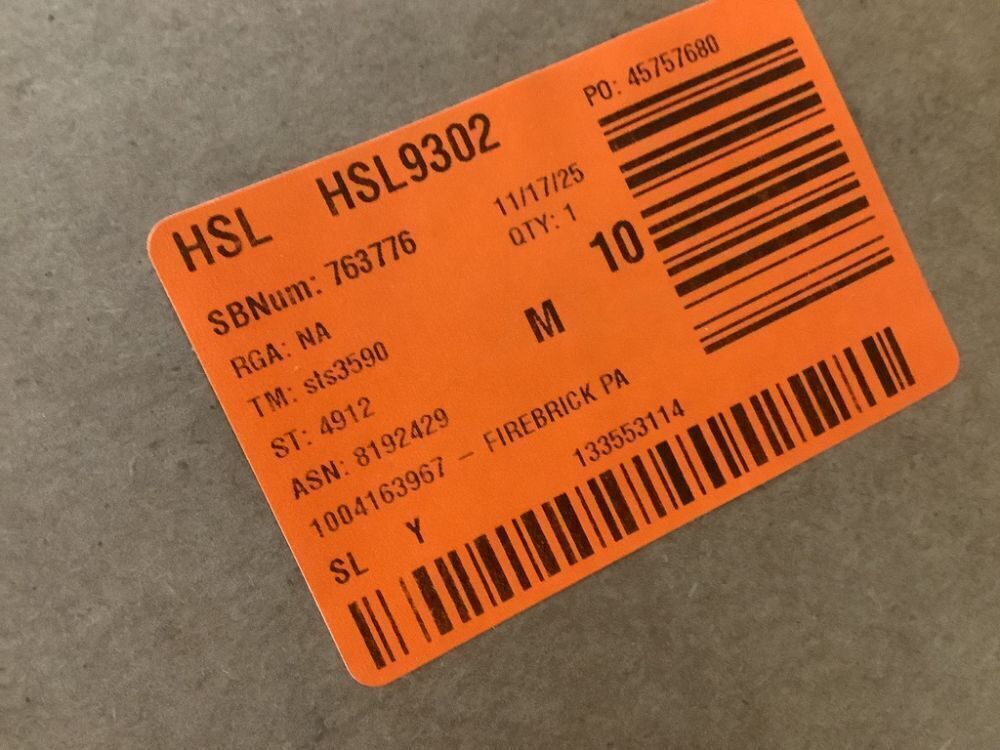 HSL HSL9302
PO: 45757680
SBNum: 763776 11/17/25
RGA: NA QTY: 1 10
TM: sts3590 M
ST: 4912
ASN: 8192429
1004163967 – FIREBRICK PA
SL Y 133553114